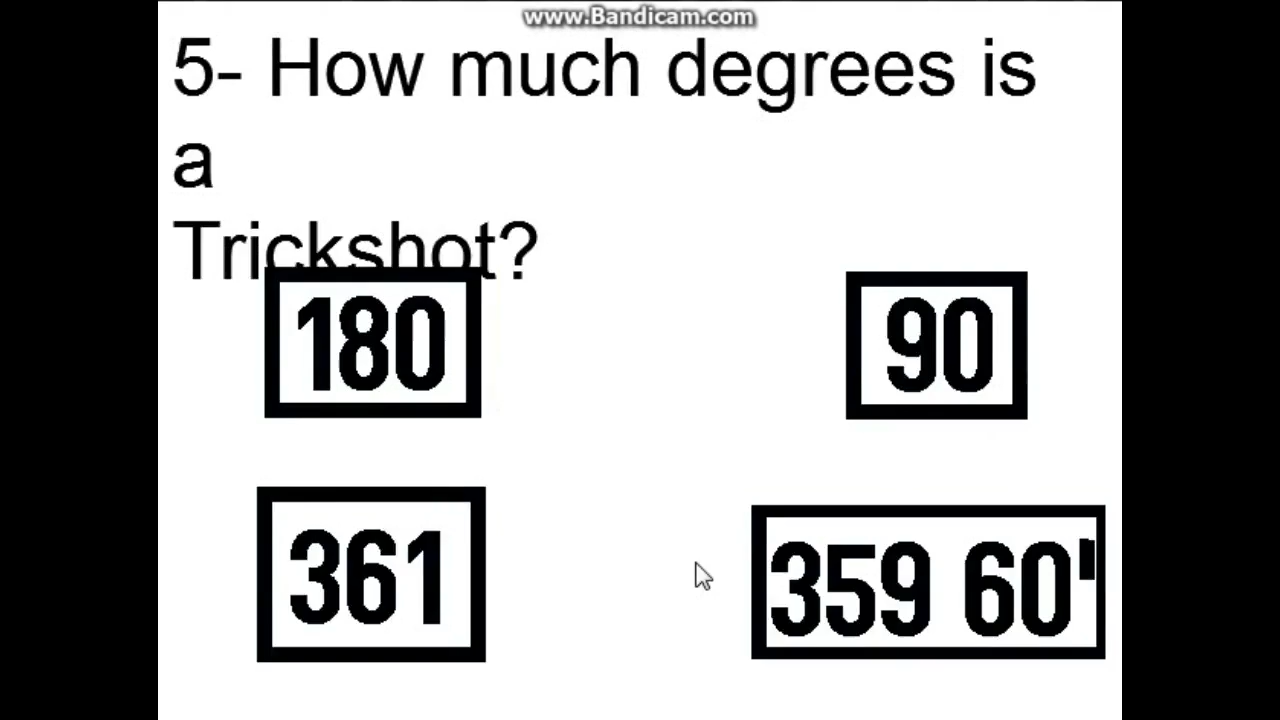 www.Bandicam.com
5- How much degrees is
a
Trickshot?
180
90
361
359 60'